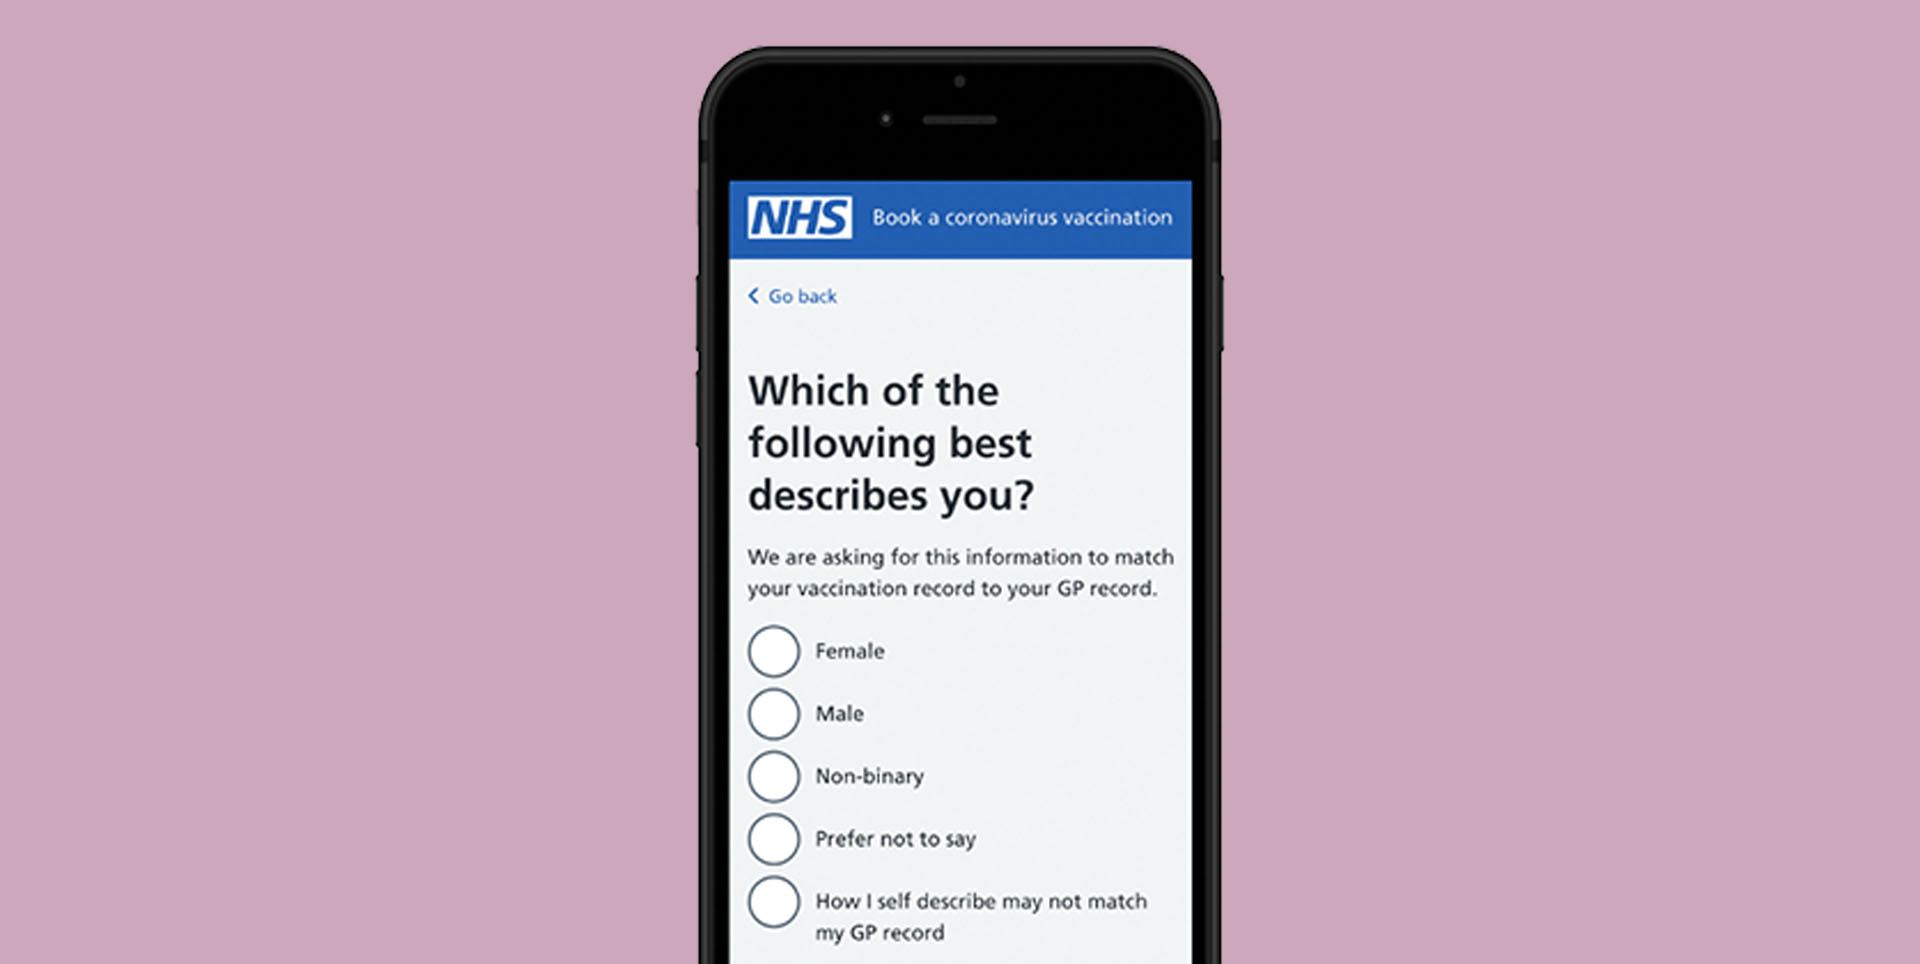 NHS Book a coronavirus vaccination
Go back
Which of the
following best
describes you?
We are asking for this information to match
your vaccination record to your GP record.
Female
Male
Non-binary
Prefer not to say
How I self describe may not match
my GP record